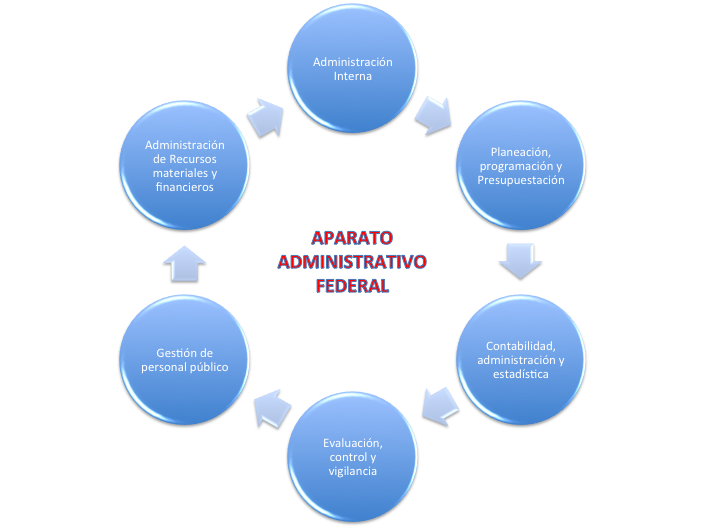 Administración
Interna
Planeación,
programación y
Presupuestación
Contabilidad,
administración y
estadística
Evaluación,
control y
vigilancia
Gestión de
personal público
Administración
de Recursos
materiales y
financieros
APARATO
ADMINISTRATIVO
FEDERAL